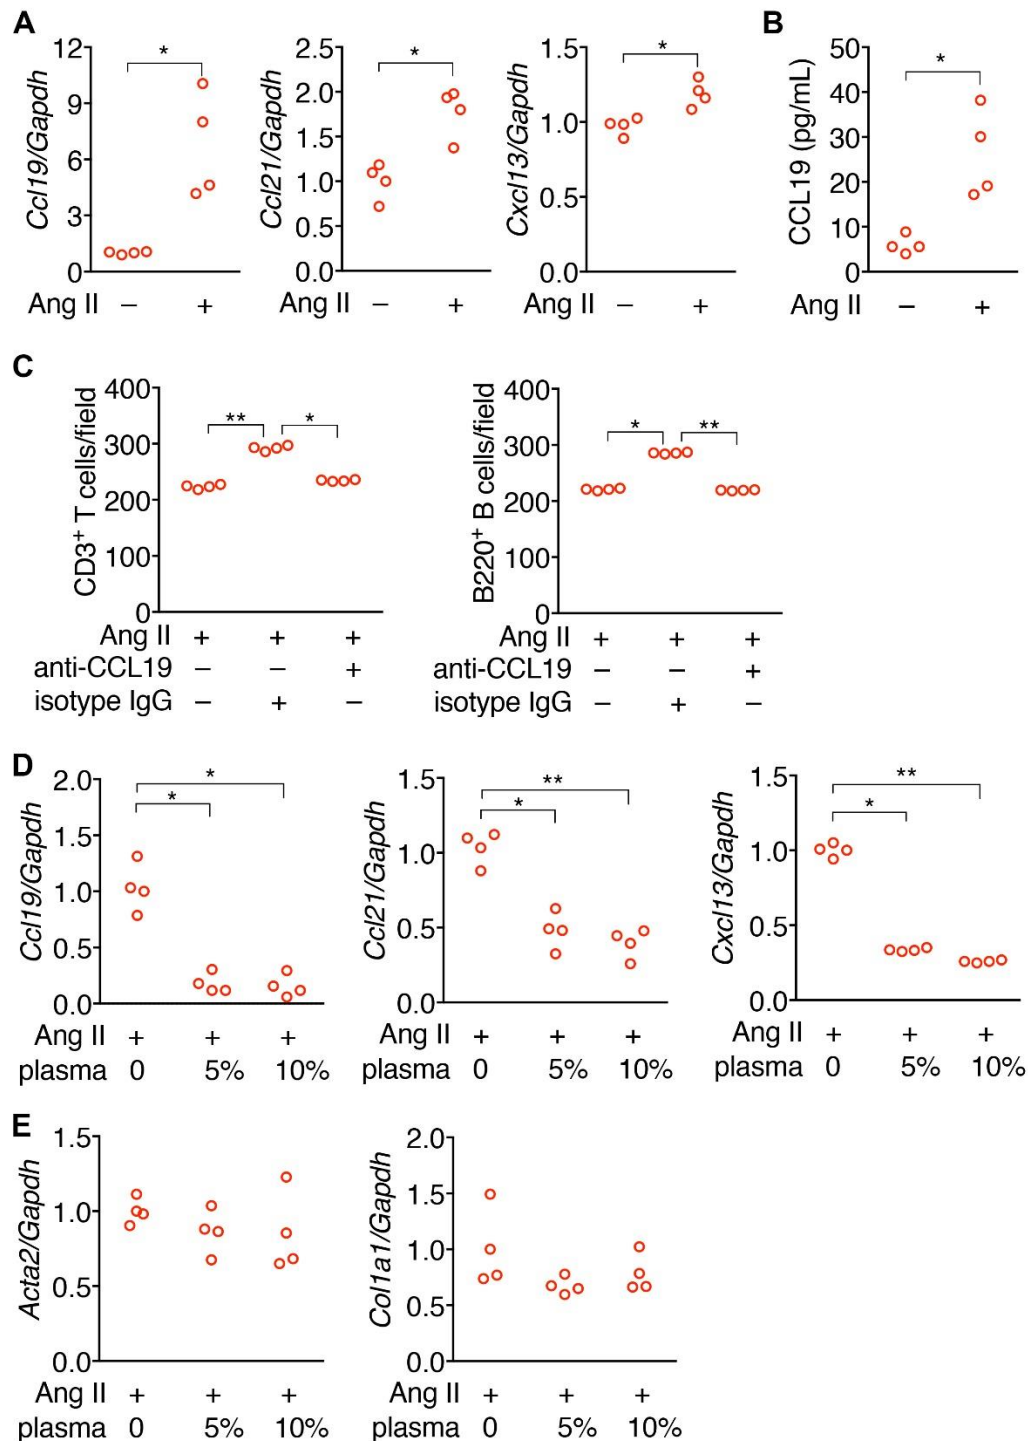 A
B
Ccl19/Gapdh
12
9
6
3
0
*
Ang II – +
Ccl21/Gapdh
2.5
2.0
1.5
1.0
0.5
0.0
*
Ang II – +
Cxcl13/Gapdh
1.5
1.0
0.5
0.0
*
Ang II – +
CCL19 (pg/mL)
50
40
30
20
10
0
*
Ang II – +
C
CD3+ T cells/field
400
300
200
100
0
** *
Ang II + + +
anti-CCL19 – – +
isotype IgG – + –
B220+ B cells/field
400
300
200
100
0
* **
Ang II + + +
anti-CCL19 – – +
isotype IgG – + –
D
Ccl19/Gapdh
2.0
1.5
1.0
0.5
0.0
*
*
Ang II + + +
plasma 0 5% 10%
Ccl21/Gapdh
1.5
1.0
0.5
0.0
**
*
Ang II + + +
plasma 0 5% 10%
Cxcl13/Gapdh
1.5
1.0
0.5
0.0
**
*
Ang II + + +
plasma 0 5% 10%
E
Acta2/Gapdh
1.5
1.0
0.5
0.0
Ang II + + +
plasma 0 5% 10%
Col1a1/Gapdh
2.0
1.5
1.0
0.5
0.0
Ang II + + +
plasma 0 5% 10%